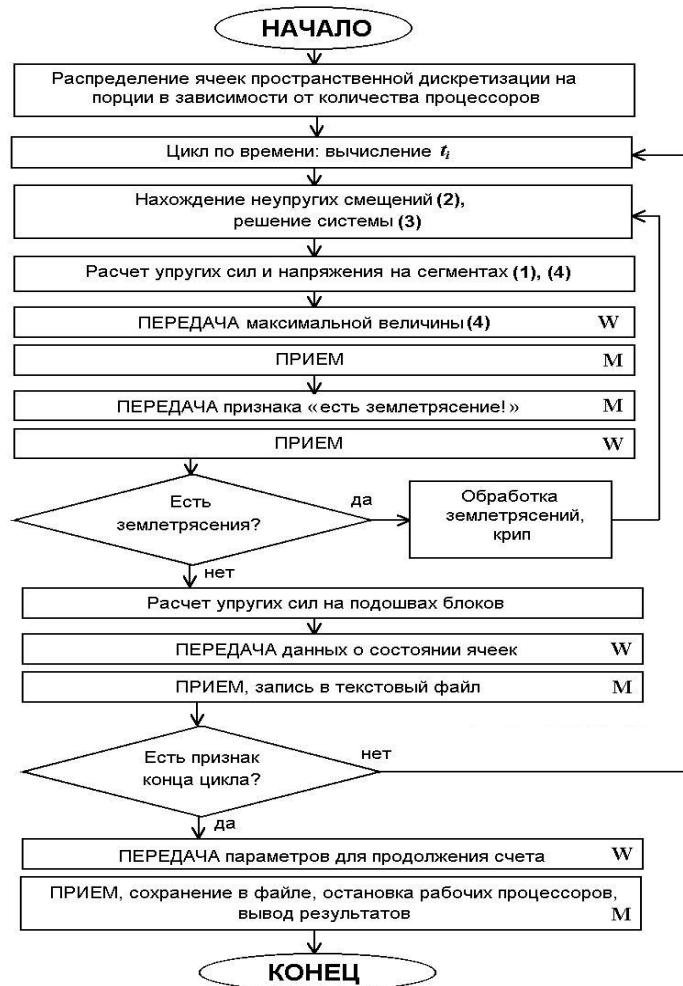 НАЧАЛО
Распределение ячеек пространственной дискретизации на
порции в зависимости от количества процессоров
Цикл по времени: вычисление tᵢ
Нахождение неупругих смещений (2),
решение системы (3)
Расчет упругих сил и напряжения на сегментах (1), (4)
ПЕРЕДАЧА максимальной величины (4) W
ПРИЕМ M
ПЕРЕДАЧА признака «есть землетрясение!» M
ПРИЕМ W
Есть
землетрясения?
да
Обработка
землетрясений,
крип
нет
Расчет упругих сил на подошвах блоков
ПЕРЕДАЧА данных о состоянии ячеек W
ПРИЕМ, запись в текстовый файл M
Есть признак
конца цикла?
нет
да
ПЕРЕДАЧА параметров для продолжения счета W
ПРИЕМ, сохранение в файле, остановка рабочих процессоров,
вывод результатов M
КОНЕЦ